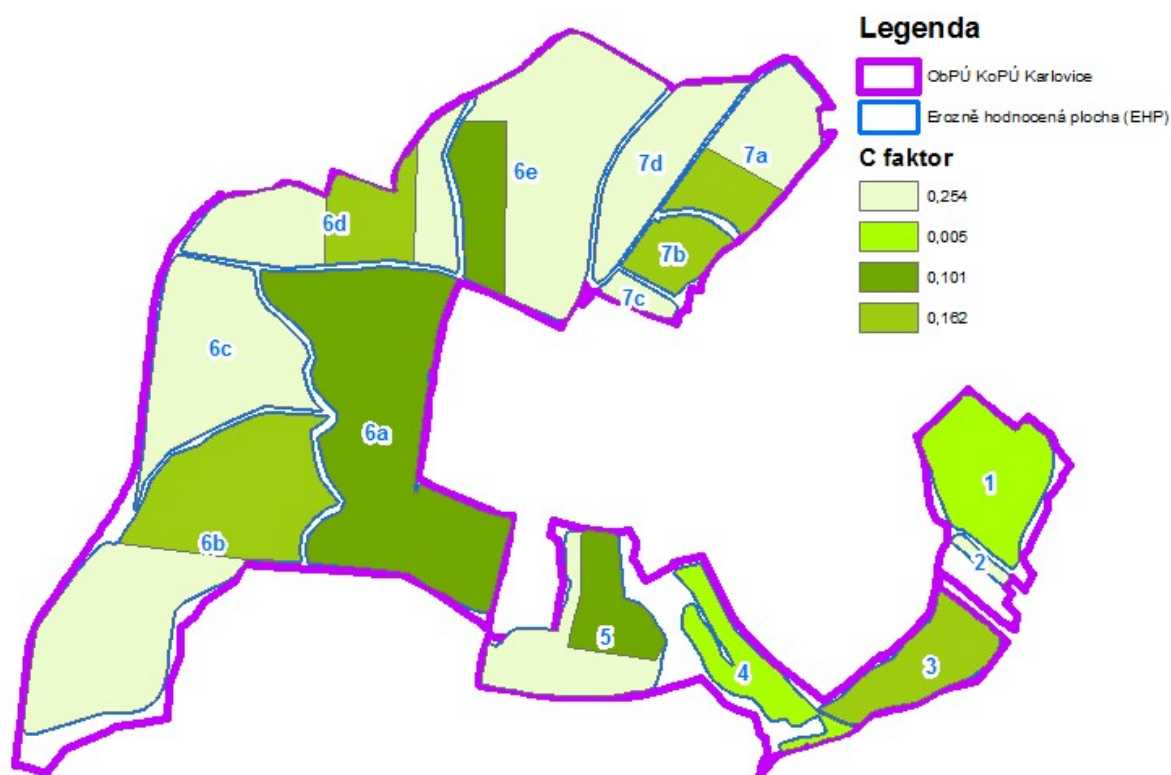 Legenda
ObPÚ KoPÚ Karlovice
Erozně hodnocená plocha (EHP)
C faktor
0,254
0,005
0,101
0,162
6e
7d
7a
6d
7b
7c
6c
6a
6b
1
2
3
4
5